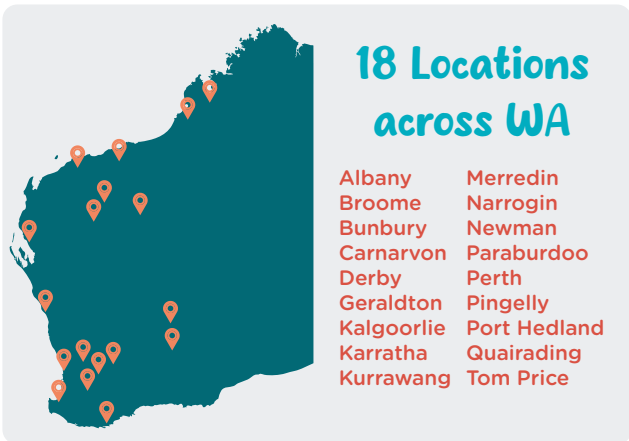 18 Locations
across WA
Albany
Broome
Bunbury
Carnarvon
Derby
Geraldton
Kalgoorlie
Karratha
Kurrawang
Merredin
Narrogin
Newman
Paraburdoo
Perth
Pingelly
Port Hedland
Quairading
Tom Price